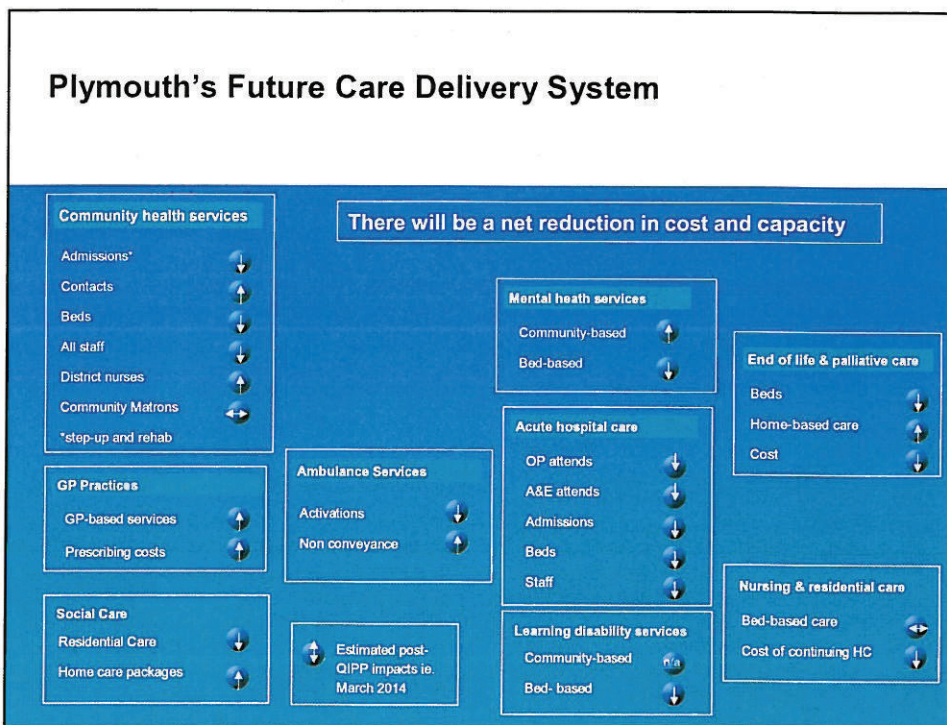 Plymouth's Future Care Delivery System
There will be a net reduction in cost and capacity
Community health services
Admissions*
Contacts
Beds
All staff
District nurses
Community Matrons
*step-up and rehab
GP Practices
GP-based services
Prescribing costs
Social Care
Residential Care
Home care packages
Ambulance Services
Activations
Non conveyance
Estimated post-
QIPP impacts ie.
March 2014
Mental heath services
Community-based
Bed-based
Acute hospital care
OP attends
A&E attends
Admissions
Beds
Staff
Learning disability services
Community-based n/a
Bed- based
End of life & palliative care
Beds
Home-based care
Cost
Nursing & residential care
Bed-based care
Cost of continuing HC